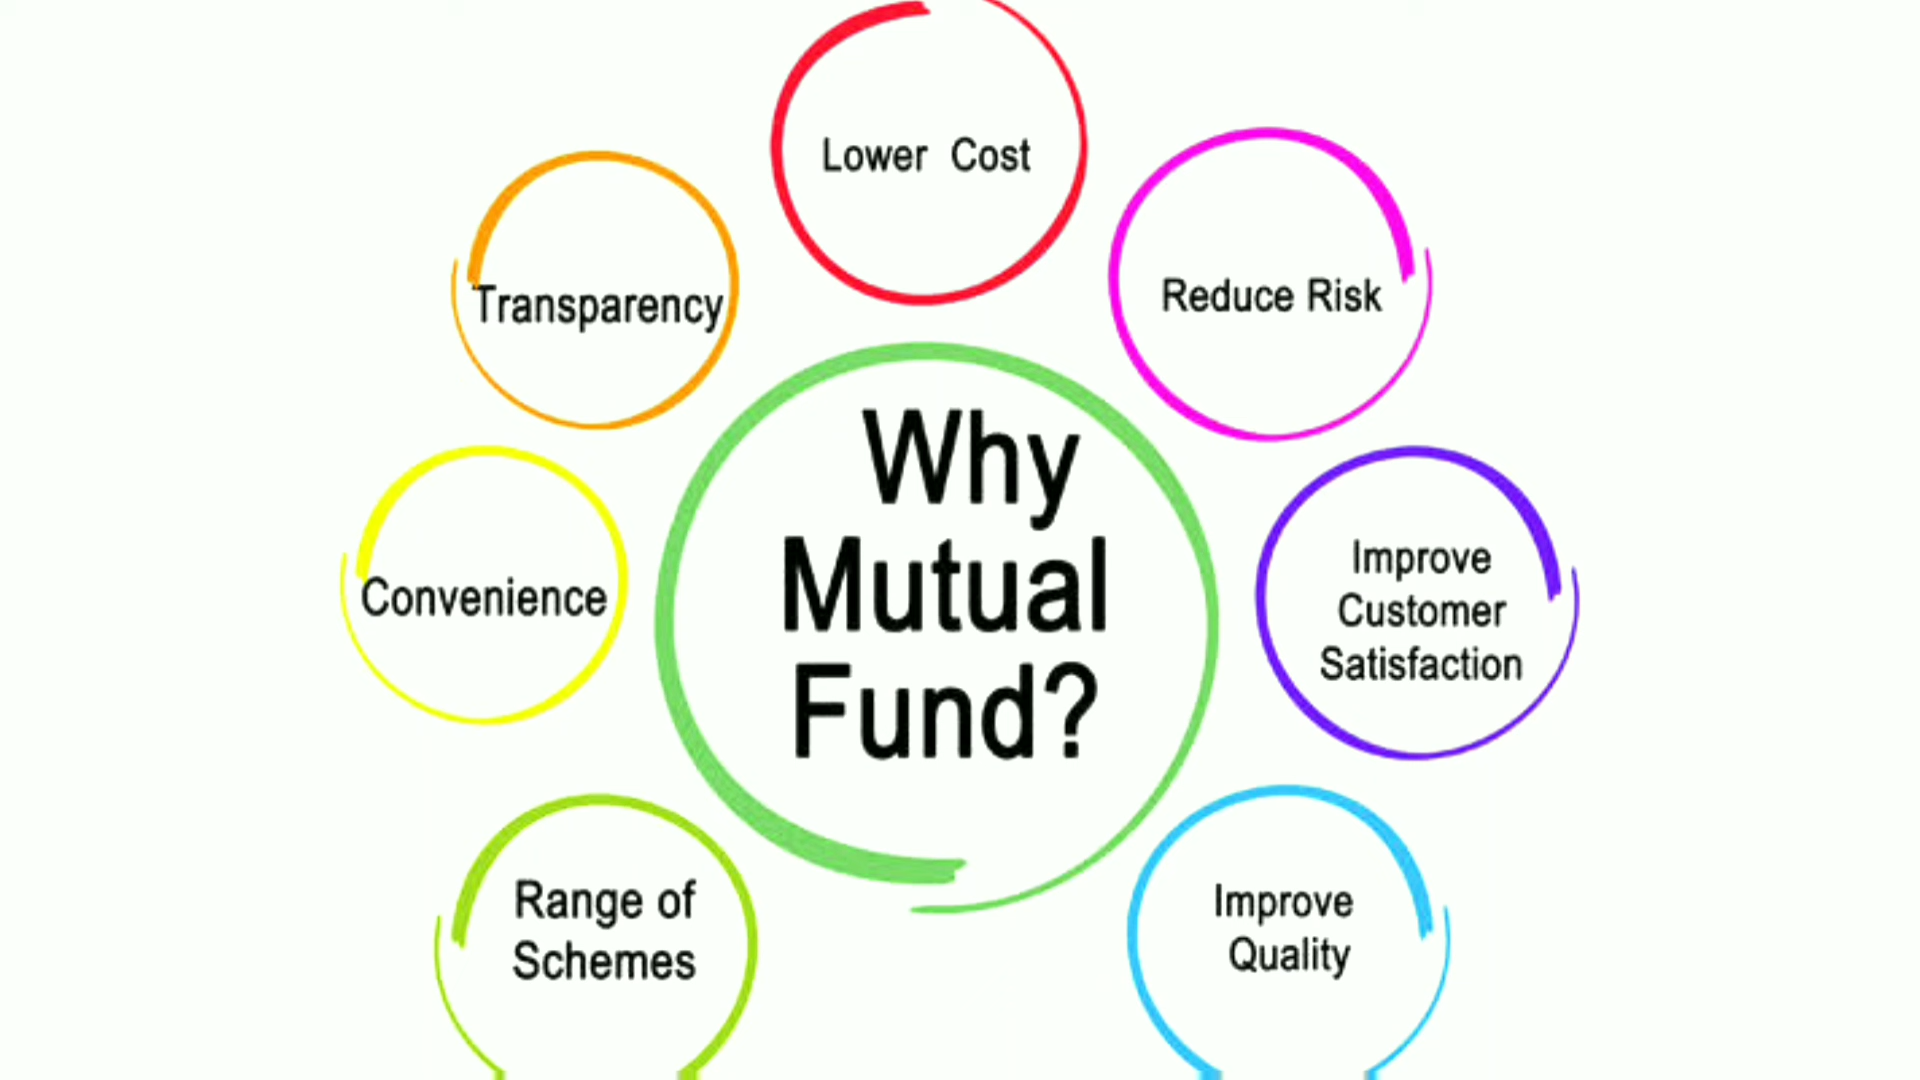 Lower Cost
Transparency
Reduce Risk
Why
Mutual
Fund?
Convenience
Improve
Customer
Satisfaction
Range of
Schemes
Improve
Quality